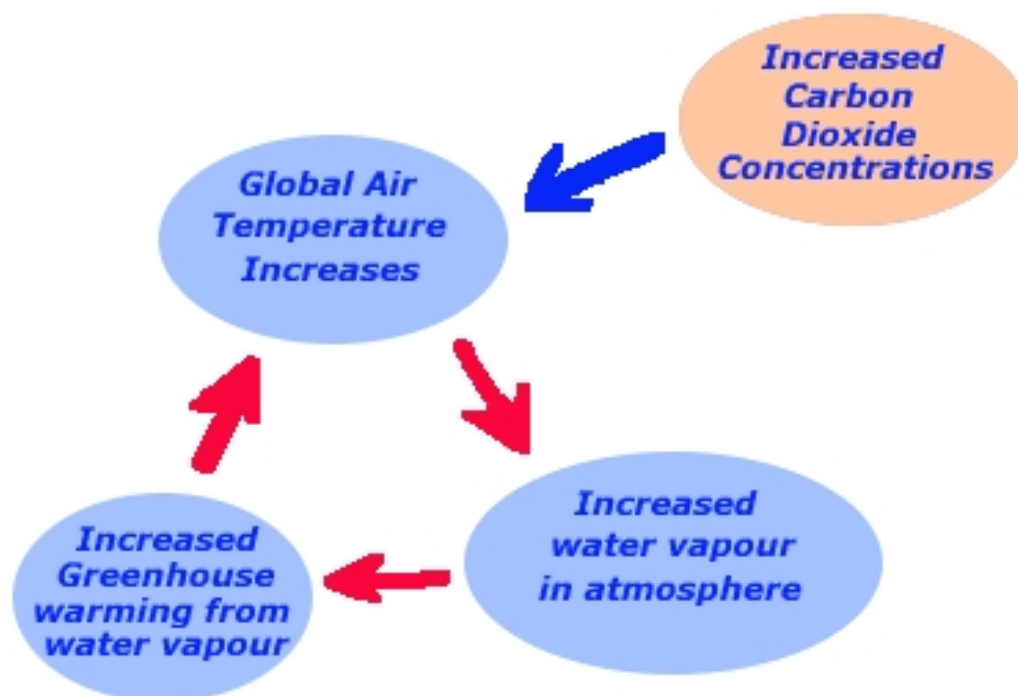 Increased
Carbon
Dioxide
Concentrations
Global Air
Temperature
Increases
Increased
water vapour
in atmosphere
Increased
Greenhouse
warming from
water vapour